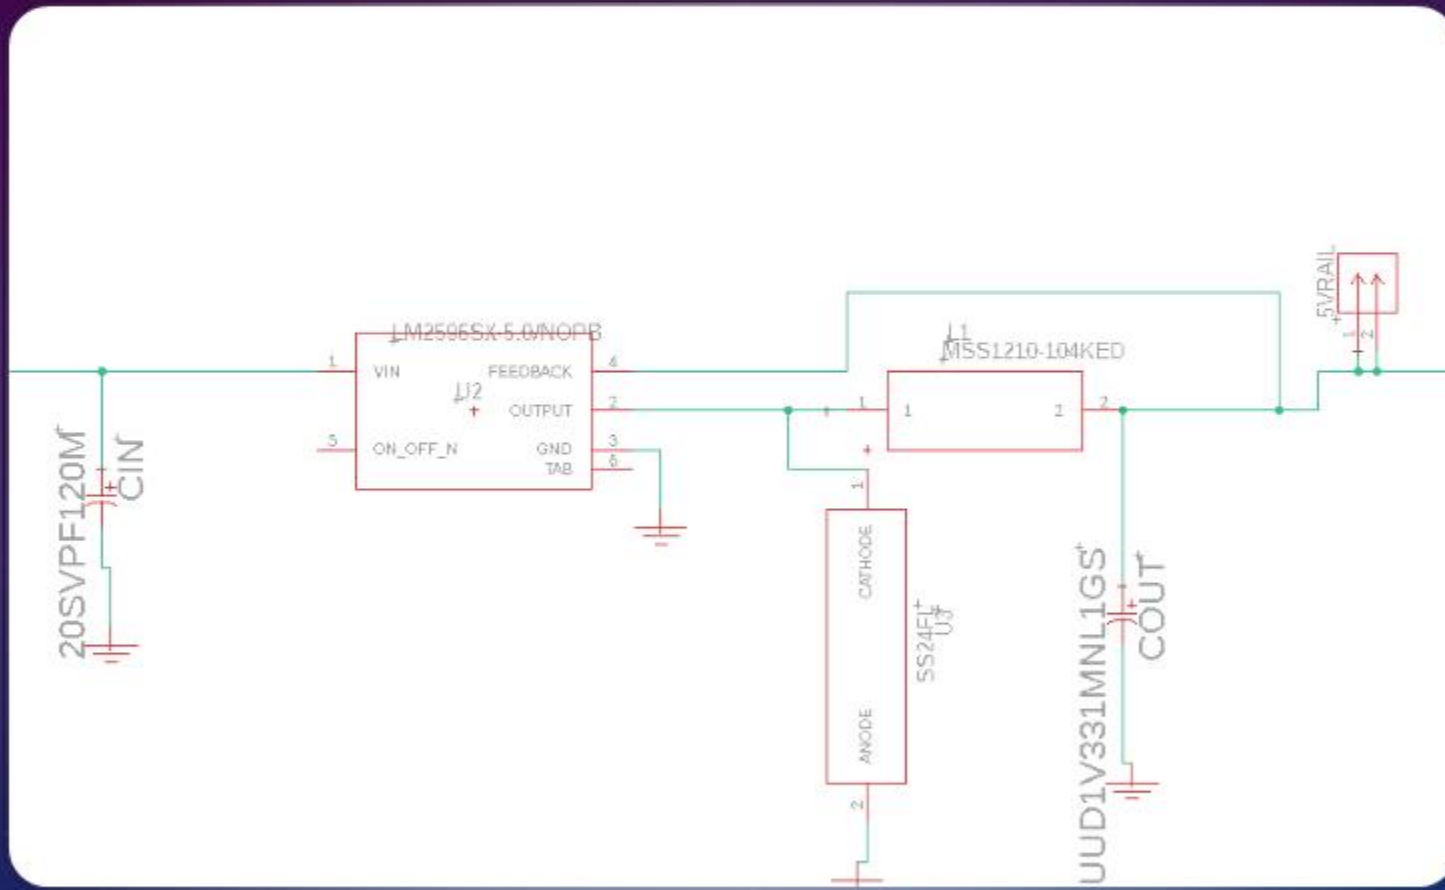 5VRAIL
1
2
LM2596SX-5.0/NOPB
L1
MSS1210-104KED
1
VIN
FEEDBACK
4
U2
OUTPUT
2
1
1
2
2
5
ON_OFF_N
GND
3
TAB
6
20SVPF120M
CIN
1
CATHODE
SS24FL
U3
ANODE
2
UUD1V331MNL1GS
COUT